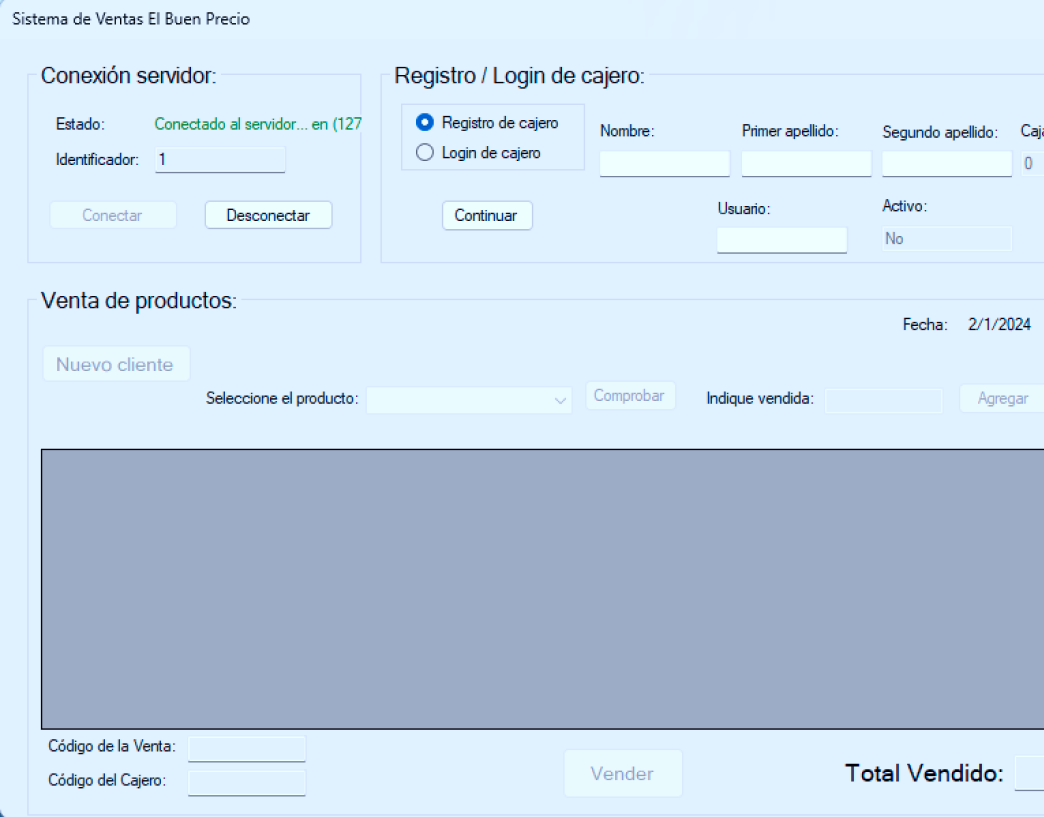 Sistema de Ventas El Buen Precio
Conexión servidor:
Estado: Conectado al servidor... en (127
Identificador: 1
Conectar Desconectar
Registro / Login de cajero:
Registro de cajero
Login de cajero
Continuar
Nombre: Primer apellido: Segundo apellido: Caja
0
Usuario: Activo:
No
Venta de productos:
Fecha: 2/1/2024
Nuevo cliente
Seleccione el producto: Comprobar Indique vendida: Agregar
Código de la Venta:
Código del Cajero:
Vender
Total Vendido: